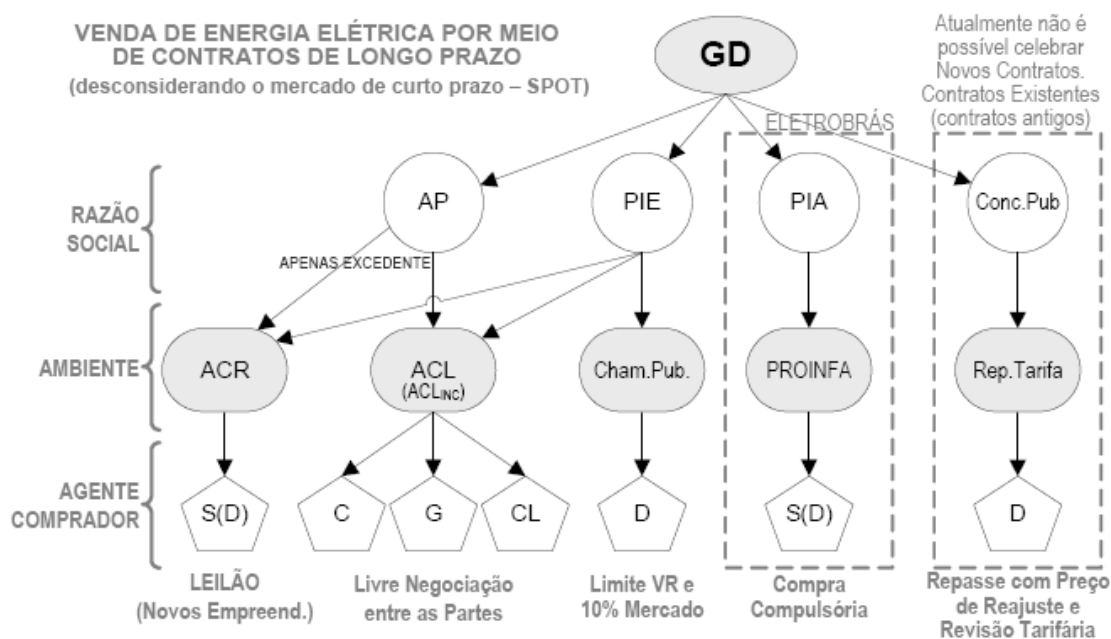 VENDA DE ENERGIA ELÉTRICA POR MEIO
DE CONTRATOS DE LONGO PRAZO
(desconsiderando o mercado de curto prazo – SPOT)
GD
Atualmente não é
possível celebrar
Novos Contratos.
Contratos Existentes
(contratos antigos)
ELETROBRÁS
RAZÃO
SOCIAL
AP
PIE
PIA
Conc.Pub
APENAS EXCEDENTE
AMBIENTE
ACR
ACL
(ACLINC)
Cham.Pub.
PROINFA
Rep.Tarifa
AGENTE
COMPRADOR
S(D)
C
G
CL
D
S(D)
D
LEILÃO
(Novos Empreend.)
Livre Negociação
entre as Partes
Limite VR e
10% Mercado
Compra
Compulsória
Repasse com Preço
de Reajuste e
Revisão Tarifária